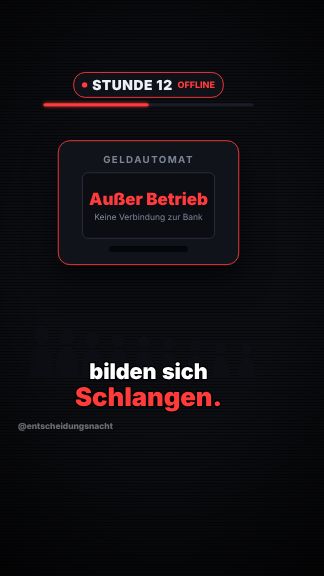 STUNDE 12 OFFLINE
GELDAUTOMAT
Außer Betrieb
Keine Verbindung zur Bank
bilden sich
Schlangen.
@entscheidungsnacht